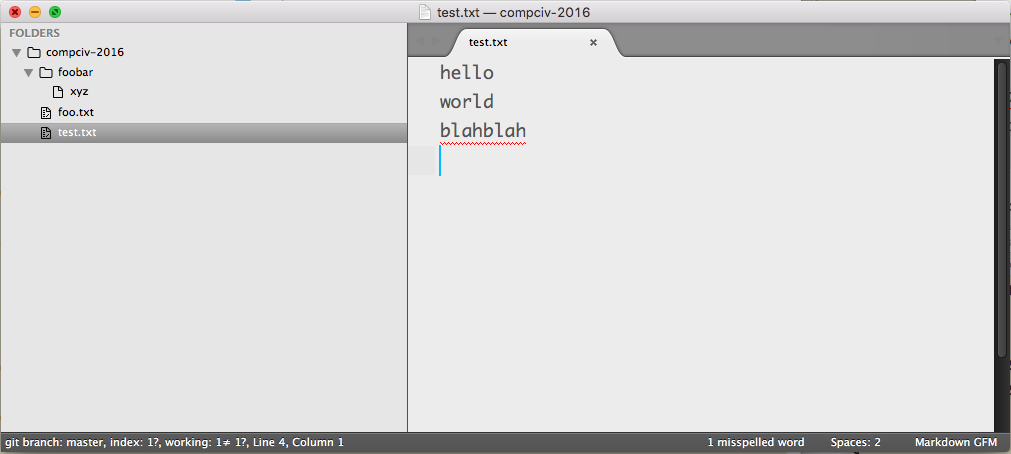 test.txt — compciv-2016
FOLDERS
compciv-2016
foobar
xyz
foo.txt
test.txt
test.txt
hello
world
blahblah
git branch: master, index: 1?, working: 1≠ 1?, Line 4, Column 1
1 misspelled word
Spaces: 2
Markdown GFM